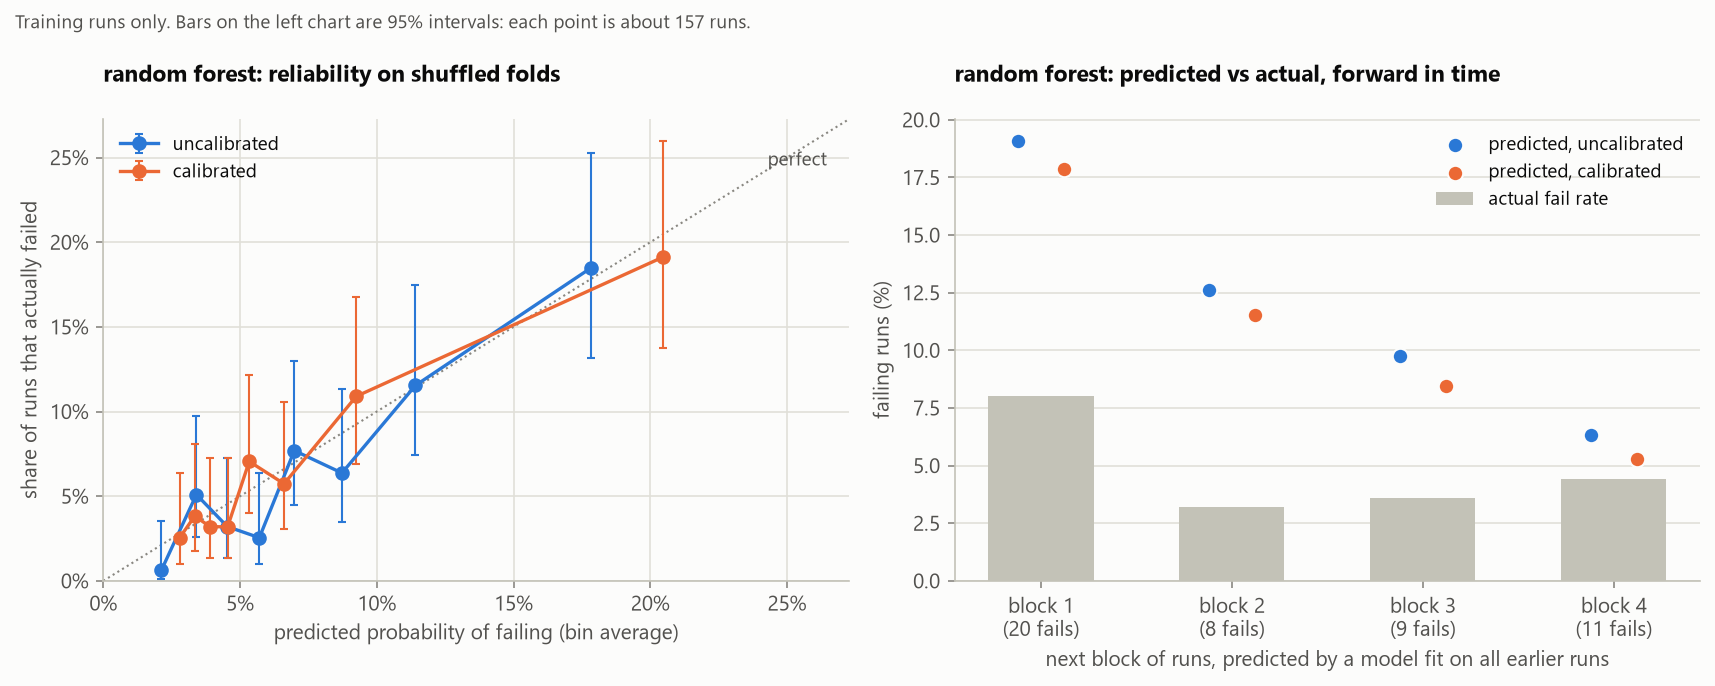 Training runs only. Bars on the left chart are 95% intervals: each point is about 157 runs.
random forest: reliability on shuffled folds
uncalibrated
calibrated
perfect
share of runs that actually failed
25%
20%
15%
10%
5%
0%
0%
5%
10%
15%
20%
25%
predicted probability of failing (bin average)
random forest: predicted vs actual, forward in time
predicted, uncalibrated
predicted, calibrated
actual fail rate
failing runs (%)
20.0
17.5
15.0
12.5
10.0
7.5
5.0
2.5
0.0
block 1
(20 fails)
block 2
(8 fails)
block 3
(9 fails)
block 4
(11 fails)
next block of runs, predicted by a model fit on all earlier runs